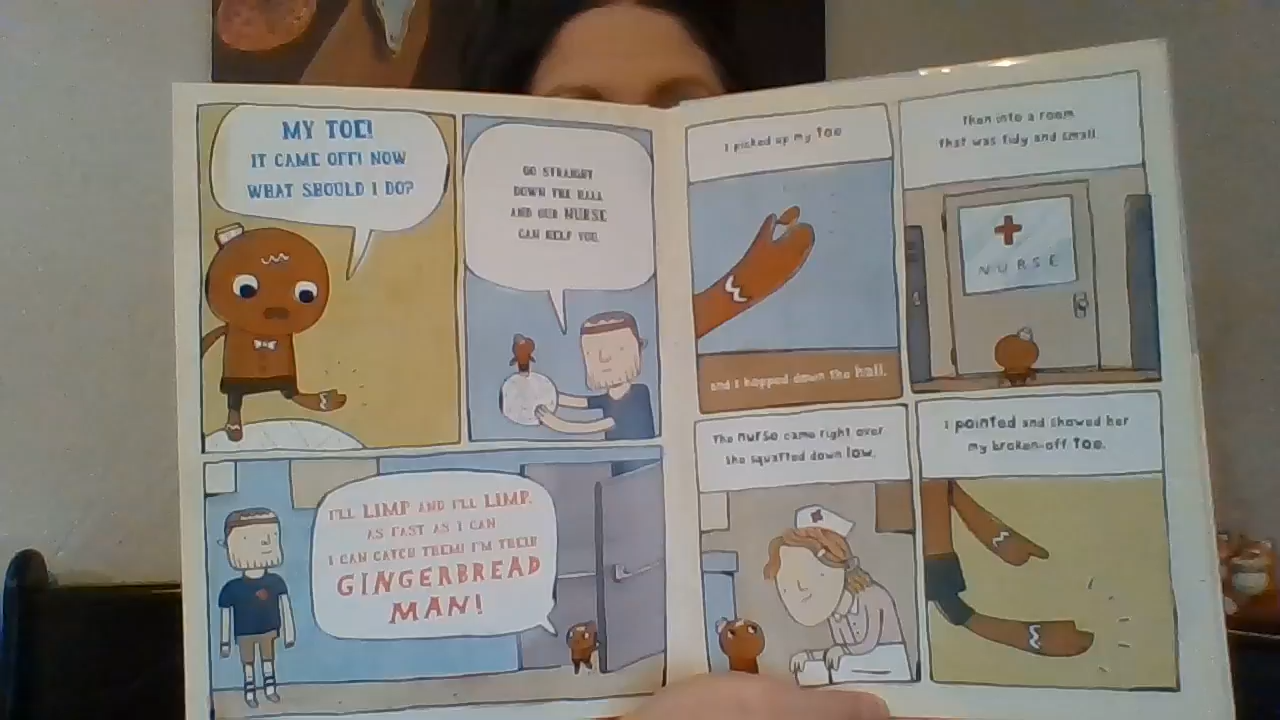 MY TOE!
IT CAME OFF! NOW
WHAT SHOULD I DO?
GO STRAIGHT
DOWN THE HALL
AND OUR NURSE
CAN HELP YOU.
I'LL LIMP AND I'LL LIMP,
AS FAST AS I CAN
I CAN CATCH THEM! I'M THEIR
GINGERBREAD
MAN!
I picked up my toe
and I hopped down the hall.
Then into a room
that was tidy and small.
NURSE
The nurse came right over
she squatted down low.
I pointed and showed her
my broken-off toe.